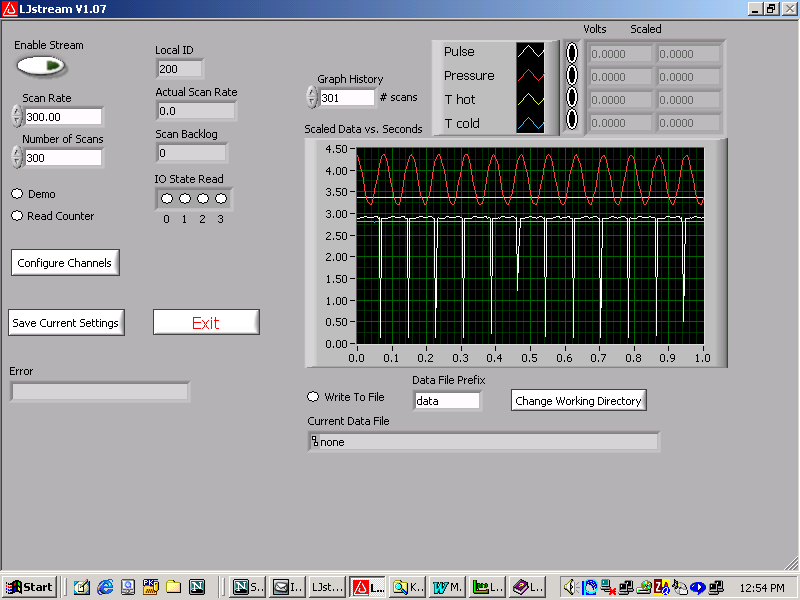 LJstream V1.07
Volts Scaled
Enable Stream
Local ID
200
Pulse 0.0000 0.0000
Pressure 0.0000 0.0000
T hot 0.0000 0.0000
T cold 0.0000 0.0000
Graph History
301 # scans
Scan Rate
300.00
Actual Scan Rate
0.0
Number of Scans
300
Scan Backlog
0
Scaled Data vs. Seconds
Demo
Read Counter
IO State Read
0 1 2 3
4.50
4.00
3.50
3.00
2.50
2.00
1.50
1.00
0.50
0.00
0.0 0.1 0.2 0.3 0.4 0.5 0.6 0.7 0.8 0.9 1.0
Configure Channels
Save Current Settings
Exit
Error
Write To File
Data File Prefix
data
Change Working Directory
Current Data File
none
Start
S..
I..
LJst...
L..
K..
M.
L..
L..
12:54 PM